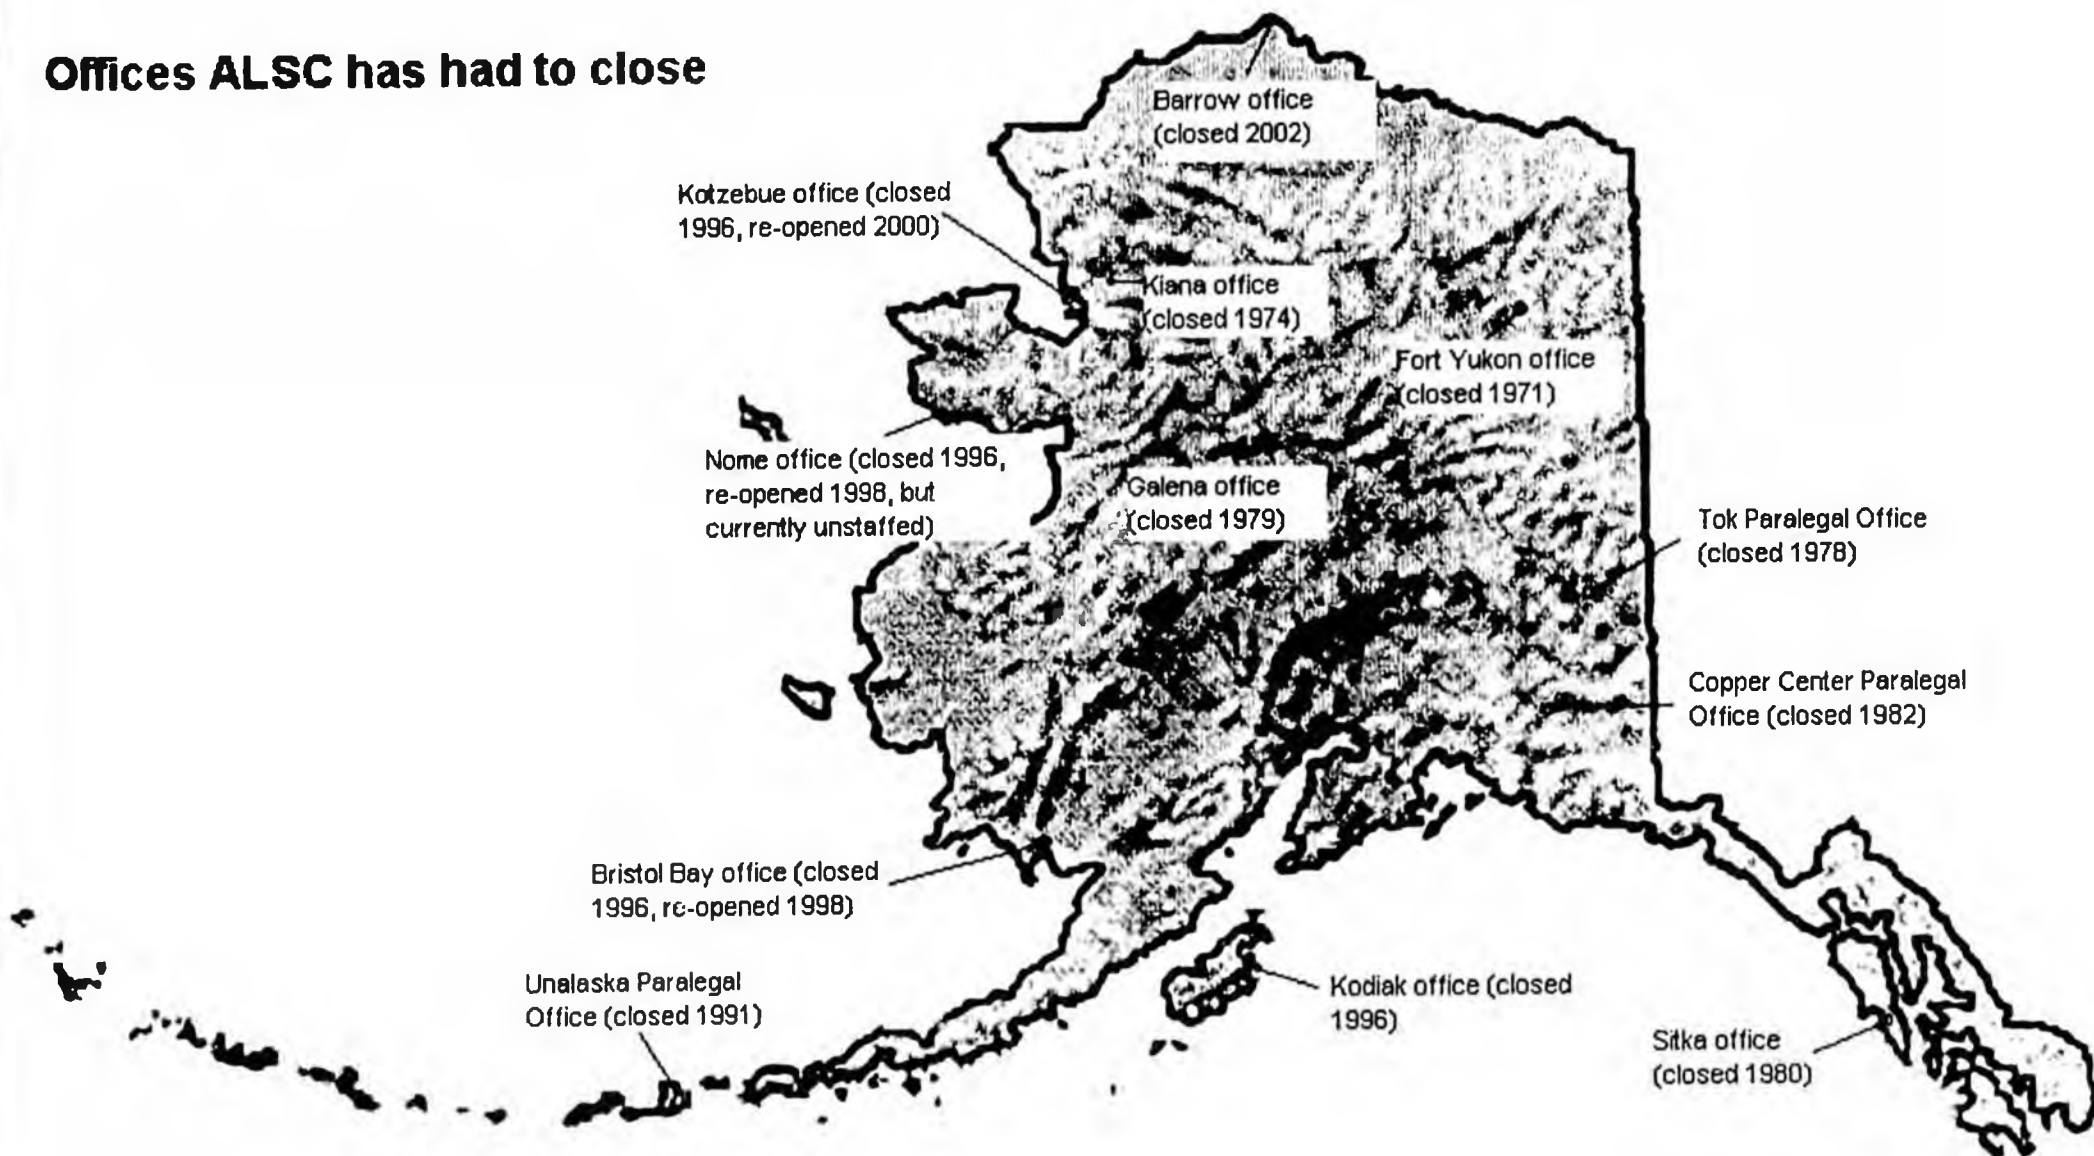 Offices ALSC has had to close
Barrow office
(closed 2002)
Kotzebue office (closed
1996, re-opened 2000)
Kiana office
(closed 1974)
Fort Yukon office
(closed 1971)
Nome office (closed 1996,
re-opened 1998, but
currently unstaffed)
Galena office
(closed 1979)
Tok Paralegal Office
(closed 1978)
Copper Center Paralegal
Office (closed 1982)
Bristol Bay office (closed
1996, re-opened 1998)
Unalaska Paralegal
Office (closed 1991)
Kodiak office (closed
1996)
Sitka office
(closed 1980)